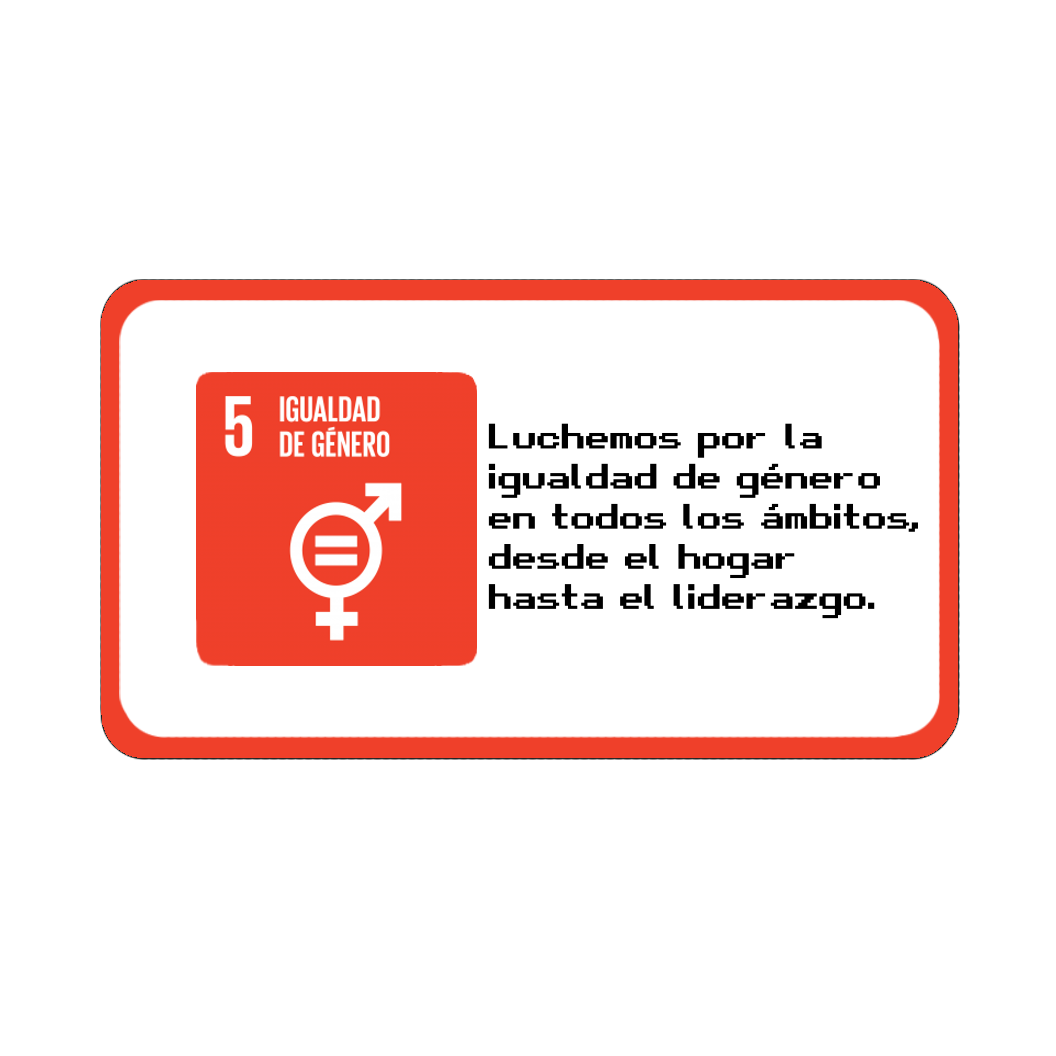 5
IGUALDAD
DE GÉNERO
Luchemos por la
igualdad de género
en todos los ámbitos,
desde el hogar
hasta el liderazgo.